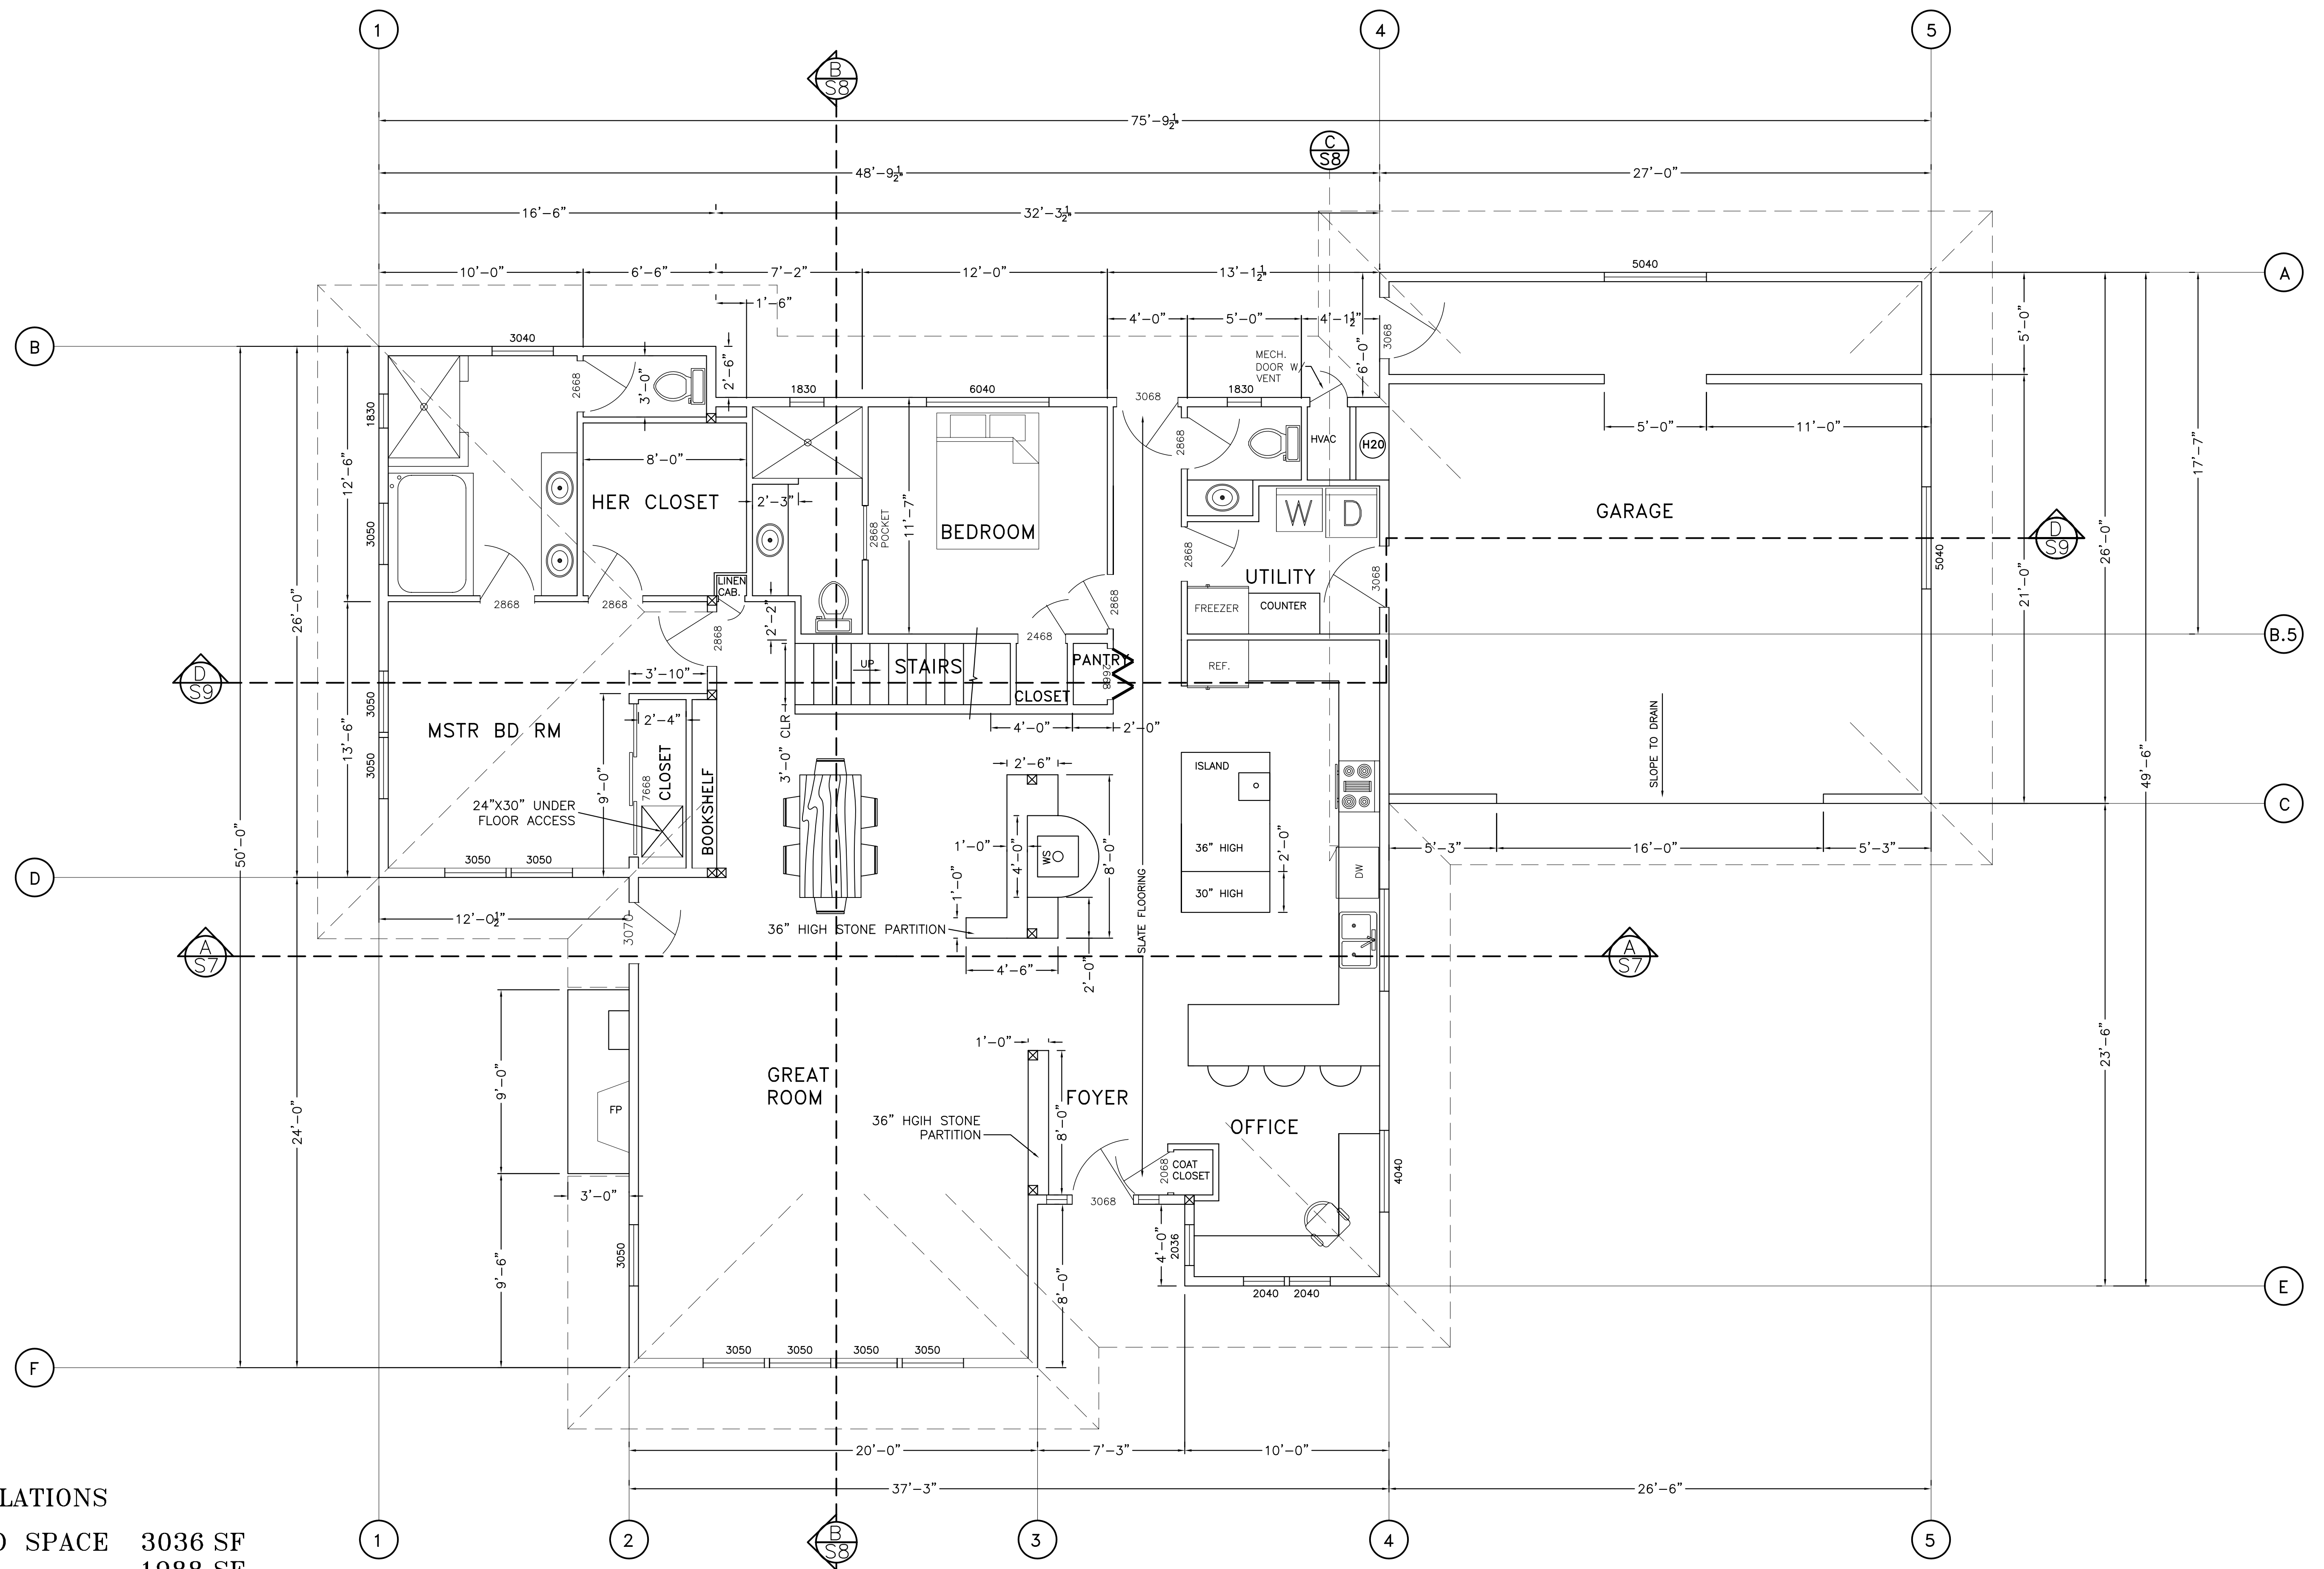 1
4
5
B
S8
75'-9½"
C
S8
48'-9½"
27'-0"
16'-6"
32'-3½"
10'-0"
6'-6"
7'-2"
12'-0"
13'-1½"
5040
A
1'-6"
4'-0"
5'-0"
4'-1½"
B
3040
2'-6"
3'-0"
2668
1830
6040
1830
3068
MECH.
DOOR W/
VENT
6'-0"
3068
5'-0"
1830
2868
HVAC
H20
5'-0"
11'-0"
17'-7"
12'-6"
8'-0"
HER CLOSET
2'-3"
2868
POCKET
11'-7"
BEDROOM
W
D
GARAGE
3050
2868
UTILITY
3068
D
S9
5040
26'-0"
21'-0"
LINEN
CAB.
2868
2868
2868
2'-2"
2868
2468
FREEZER
COUNTER
26'-0"
B.5
D
S9
3'-10"
UP
STAIRS
PANTRY
2668
REF.
CLOSET
2'-4"
4'-0"
2'-0"
3050
MSTR BD RM
13'-6"
3050
9'-0"
7668
CLOSET
BOOKSHELF
3'-0" CLR
SLOPE TO DRAIN
49'-6"
24"X30" UNDER
FLOOR ACCESS
2'-6"
ISLAND
C
1'-0"
4'-0"
WS
8'-0"
36" HIGH
2'-0"
5'-3"
16'-0"
5'-3"
50'-0"
3050
3050
D
1'-0"
30" HIGH
DW
12'-0½"
3070
36" HIGH STONE PARTITION
SLATE FLOORING
A
S7
A
S7
4'-6"
2'-0"
1'-0"
9'-0"
GREAT
ROOM
FOYER
23'-6"
FP
36" HGIH STONE
PARTITION
8'-0"
OFFICE
24'-0"
COAT
CLOSET
2068
4040
3'-0"
3068
9'-6"
3050
8'-0"
4'-0"
2036
E
2040
2040
F
3050
3050
3050
3050
20'-0"
7'-3"
10'-0"
37'-3"
26'-6"
LATIONS
SPACE 3036 SF
1
2
B
S8
3
4
5